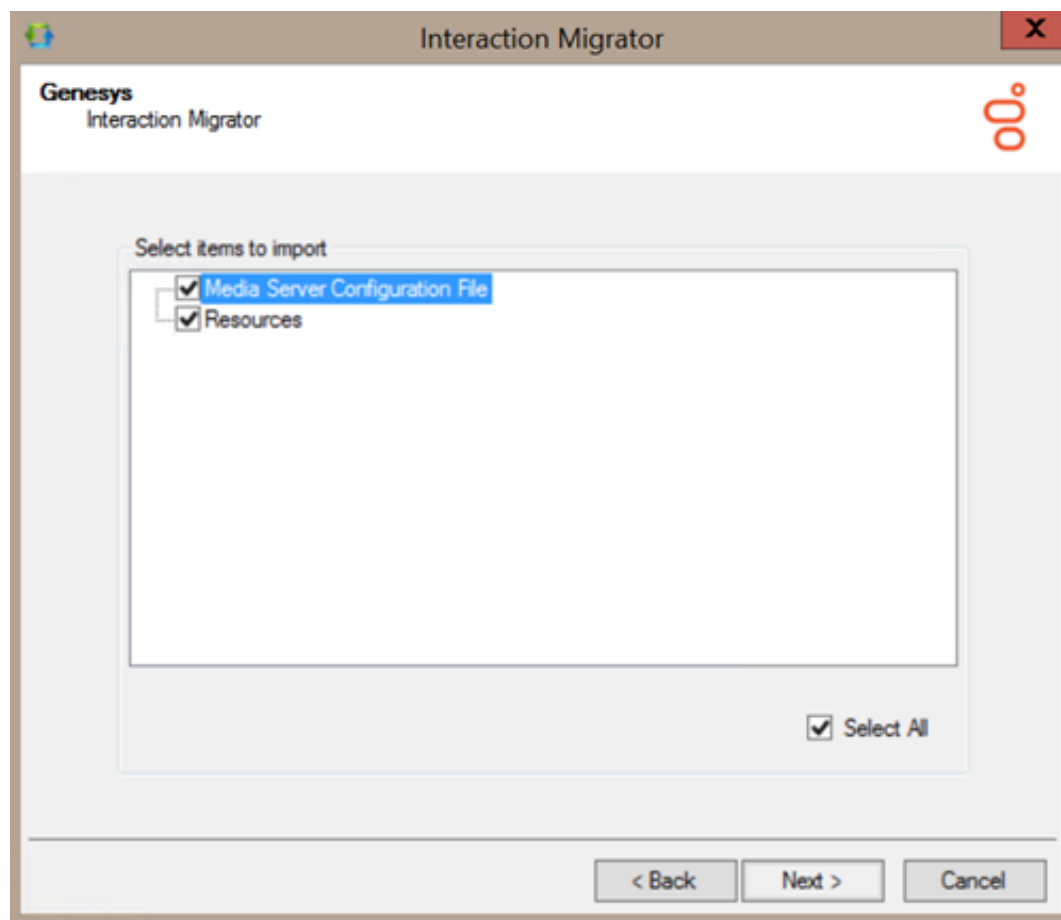 Interaction Migrator
X
Genesys
Interaction Migrator
Select items to import
Media Server Configuration File
Resources
Select All
< Back Next > Cancel